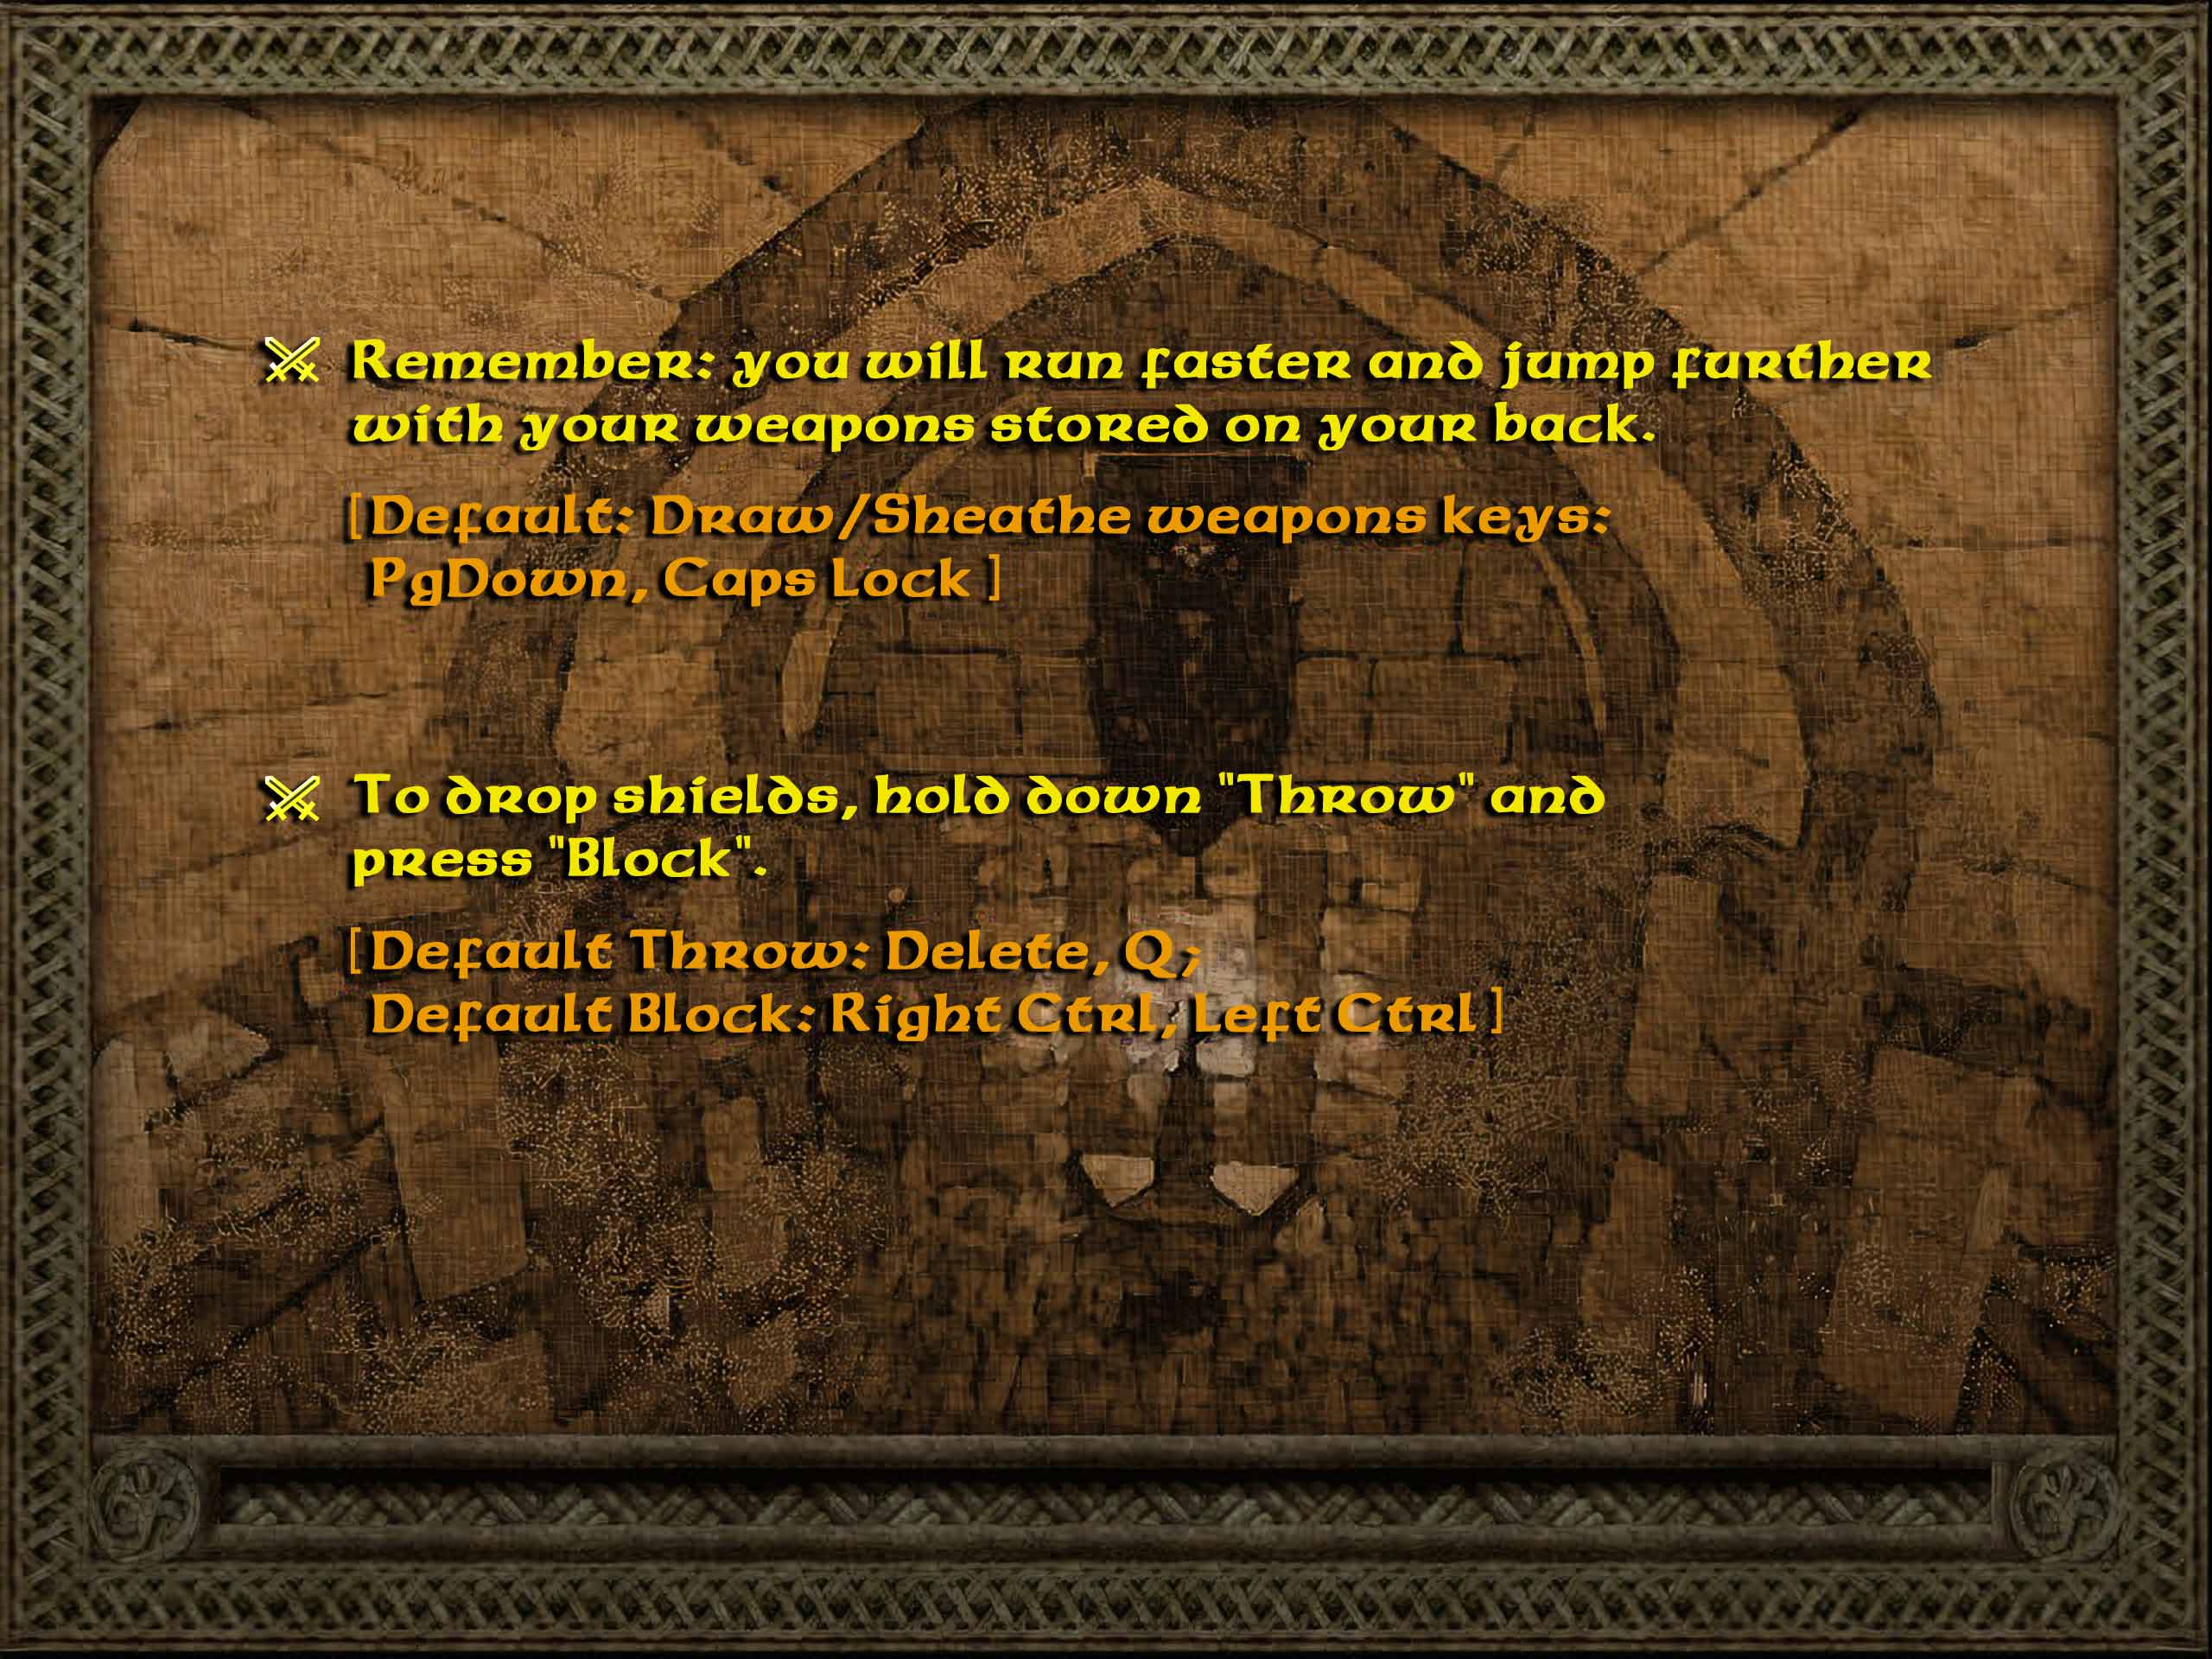 Remember: you will run faster and jump further
with your weapons stored on your back.
[Default: Draw/Sheathe weapons keys:
PgDown, Caps Lock ]
To drop shields, hold down "Throw" and
press "Block".
[Default Throw: Delete, Q;
Default Block: Right Ctrl, Left Ctrl ]